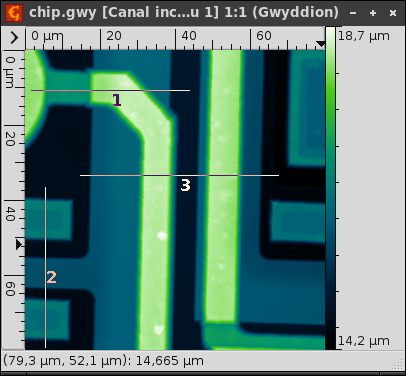 chip.gwy [Canal inc...u 1] 1:1 (Gwyddion)
0 µm 20 40 60
18,7 µm
0 µm
20
40
60
1
3
2
14,2 µm
(79,3 µm, 52,1 µm): 14,665 µm